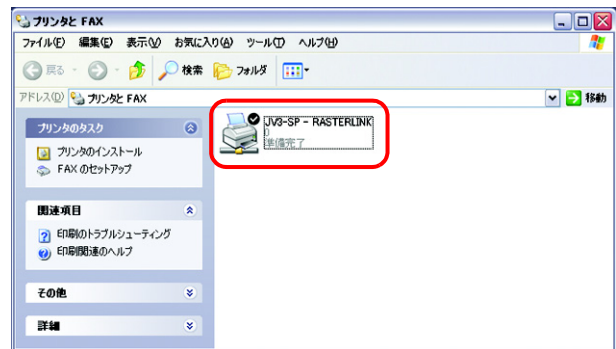 プリンタと FAX
ファイル(F) 編集(E) 表示(V) お気に入り(A) ツール(T) ヘルプ(H)
戻る 検索 フォルダ
アドレス(D) プリンタと FAX 移動
プリンタのタスク
プリンタのインストール
FAX のセットアップ
関連項目
印刷のトラブルシューティング
印刷関連のヘルプ
その他
詳細
JV3-SP - RASTERLINK
0
準備完了